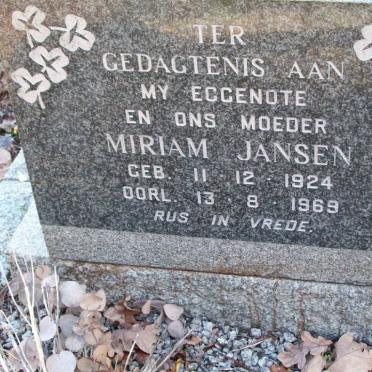 TER
GEDAGTENIS AAN
MY EGGENOTE
EN ONS MOEDER
MIRIAM JANSEN
GEB. 11 · 12 · 1924
OORL. 13 · 8 · 1969
RUS IN VREDE.